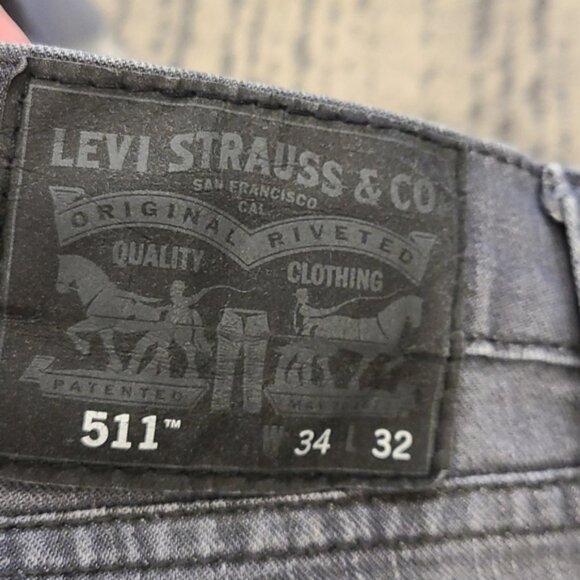 LEVI STRAUSS & CO
SAN FRANCISCO
CAL
ORIGINAL RIVETED
QUALITY CLOTHING
PATENTED
511™ W 34 L 32